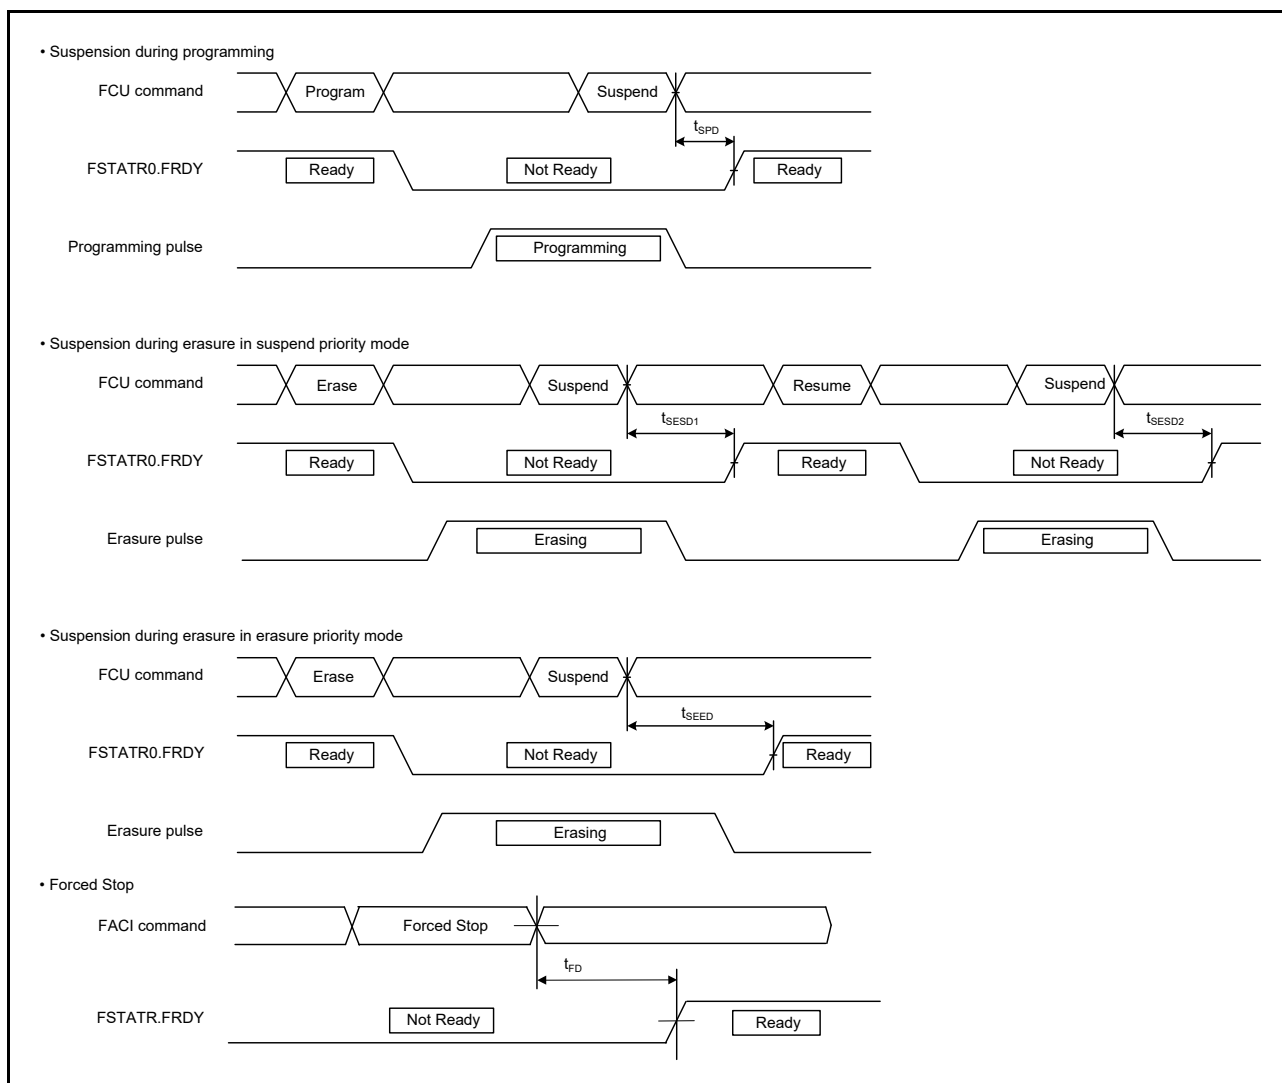 • Suspension during programming
FCU command
Program
Suspend
tSPD
FSTATR0.FRDY
Ready
Not Ready
Ready
Programming pulse
Programming
• Suspension during erasure in suspend priority mode
FCU command
Erase
Suspend
Resume
Suspend
tSESD1
tSESD2
FSTATR0.FRDY
Ready
Not Ready
Ready
Not Ready
Erasure pulse
Erasing
Erasing
• Suspension during erasure in erasure priority mode
FCU command
Erase
Suspend
tSEED
FSTATR0.FRDY
Ready
Not Ready
Ready
Erasure pulse
Erasing
• Forced Stop
FACI command
Forced Stop
tFD
FSTATR.FRDY
Not Ready
Ready